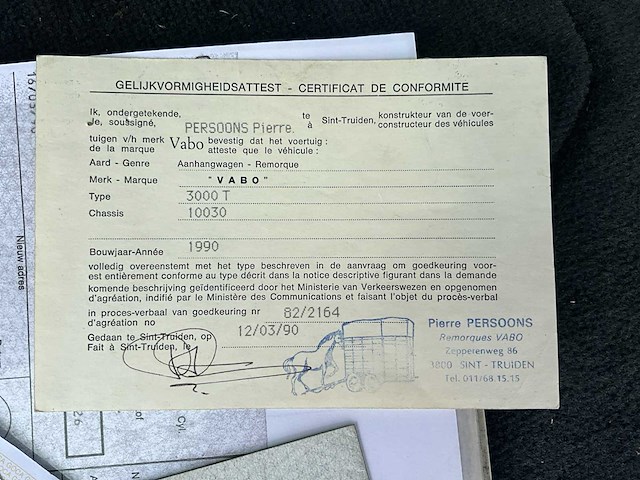 GELIJKVORMIGHEIDSATTEST - CERTIFICAT DE CONFORMITE
Ik, ondergetekende, te Sint-Truiden, konstrukteur van de voer-
Je, soussigné, PERSOONS Pierre. à constructeur des véhicules
tuigen v/h merk Vabo bevestig dat het voertuig :
de la marque atteste que le véhicule :
Aard - Genre Aanhangwagen - Remorque
Merk - Marque "VABO"
Type 3000 T
Chassis 10030
Bouwjaar-Année 1990
volledig overeenstemt met het type beschreven in de aanvraag om goedkeuring voor-
est entièrement conforme au type décrit dans la notice descriptive figurant dans la demande
komende beschrijving geïdentificeerd door het Ministerie van Verkeerswezen en opgenomen
d'agréation, indifié par le Ministère des Communications et faisant l'objet du procès-verbal
in proces-verbaal van goedkeuring nr 82/2164
d'agréation no
Gedaan te Sint-Truiden, op 12/03/90
Fait à Sint-Truiden, le
Pierre PERSOONS
Remorques VABO
Zepperenweg 86
3800 SINT - TRUIDEN
Tel. 011/68.15.15
Nieuw adres